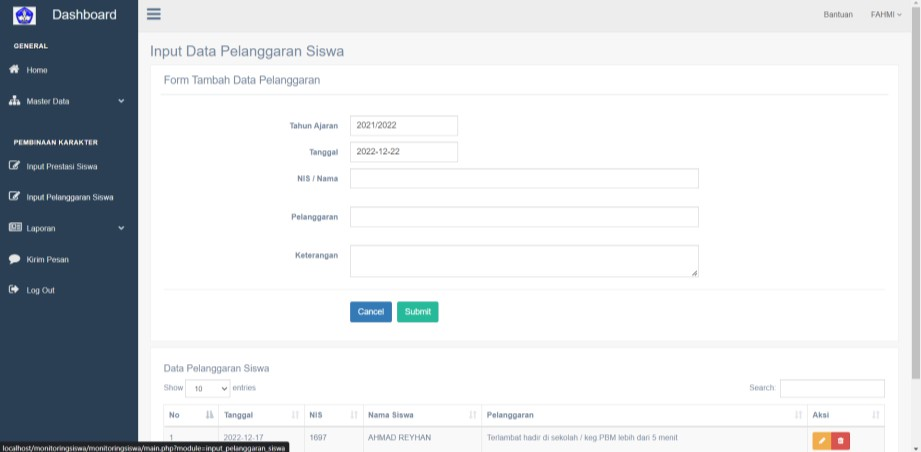 Dashboard
Bantuan
FAHMI
GENERAL
Home
Master Data
PEMBINAAN KARAKTER
Input Prestasi Siswa
Input Pelanggaran Siswa
Laporan
Kirim Pesan
Log Out
Input Data Pelanggaran Siswa
Form Tambah Data Pelanggaran
Tahun Ajaran 2021/2022
Tanggal 2022-12-22
NIS / Nama
Pelanggaran
Keterangan
Cancel Submit
Data Pelanggaran Siswa
Show 10 entries
Search:
No Tanggal NIS Nama Siswa Pelanggaran Aksi
1 2022-12-17 1697 AHMAD REYHAN Terlambat hadir di sekolah / keg PBM lebih dari 5 menit
localhost/monitoringsiswa/monitoringsiswa/main.php?module=input_pelanggaran_siswa